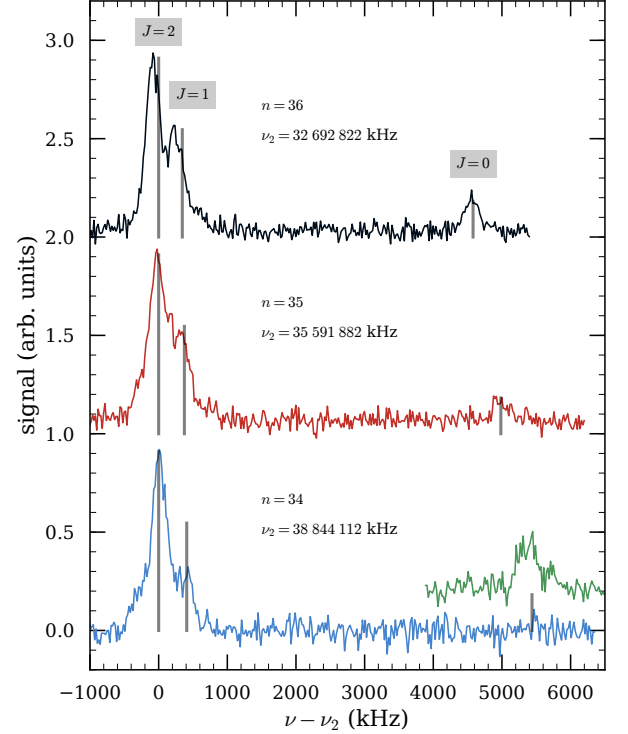 J = 2
J = 1
n = 36
ν₂ = 32 692 822 kHz
J = 0
n = 35
ν₂ = 35 591 882 kHz
n = 34
ν₂ = 38 844 112 kHz
signal (arb. units)
3.0
2.5
2.0
1.5
1.0
0.5
0.0
−1000 0 1000 2000 3000 4000 5000 6000
ν − ν₂ (kHz)